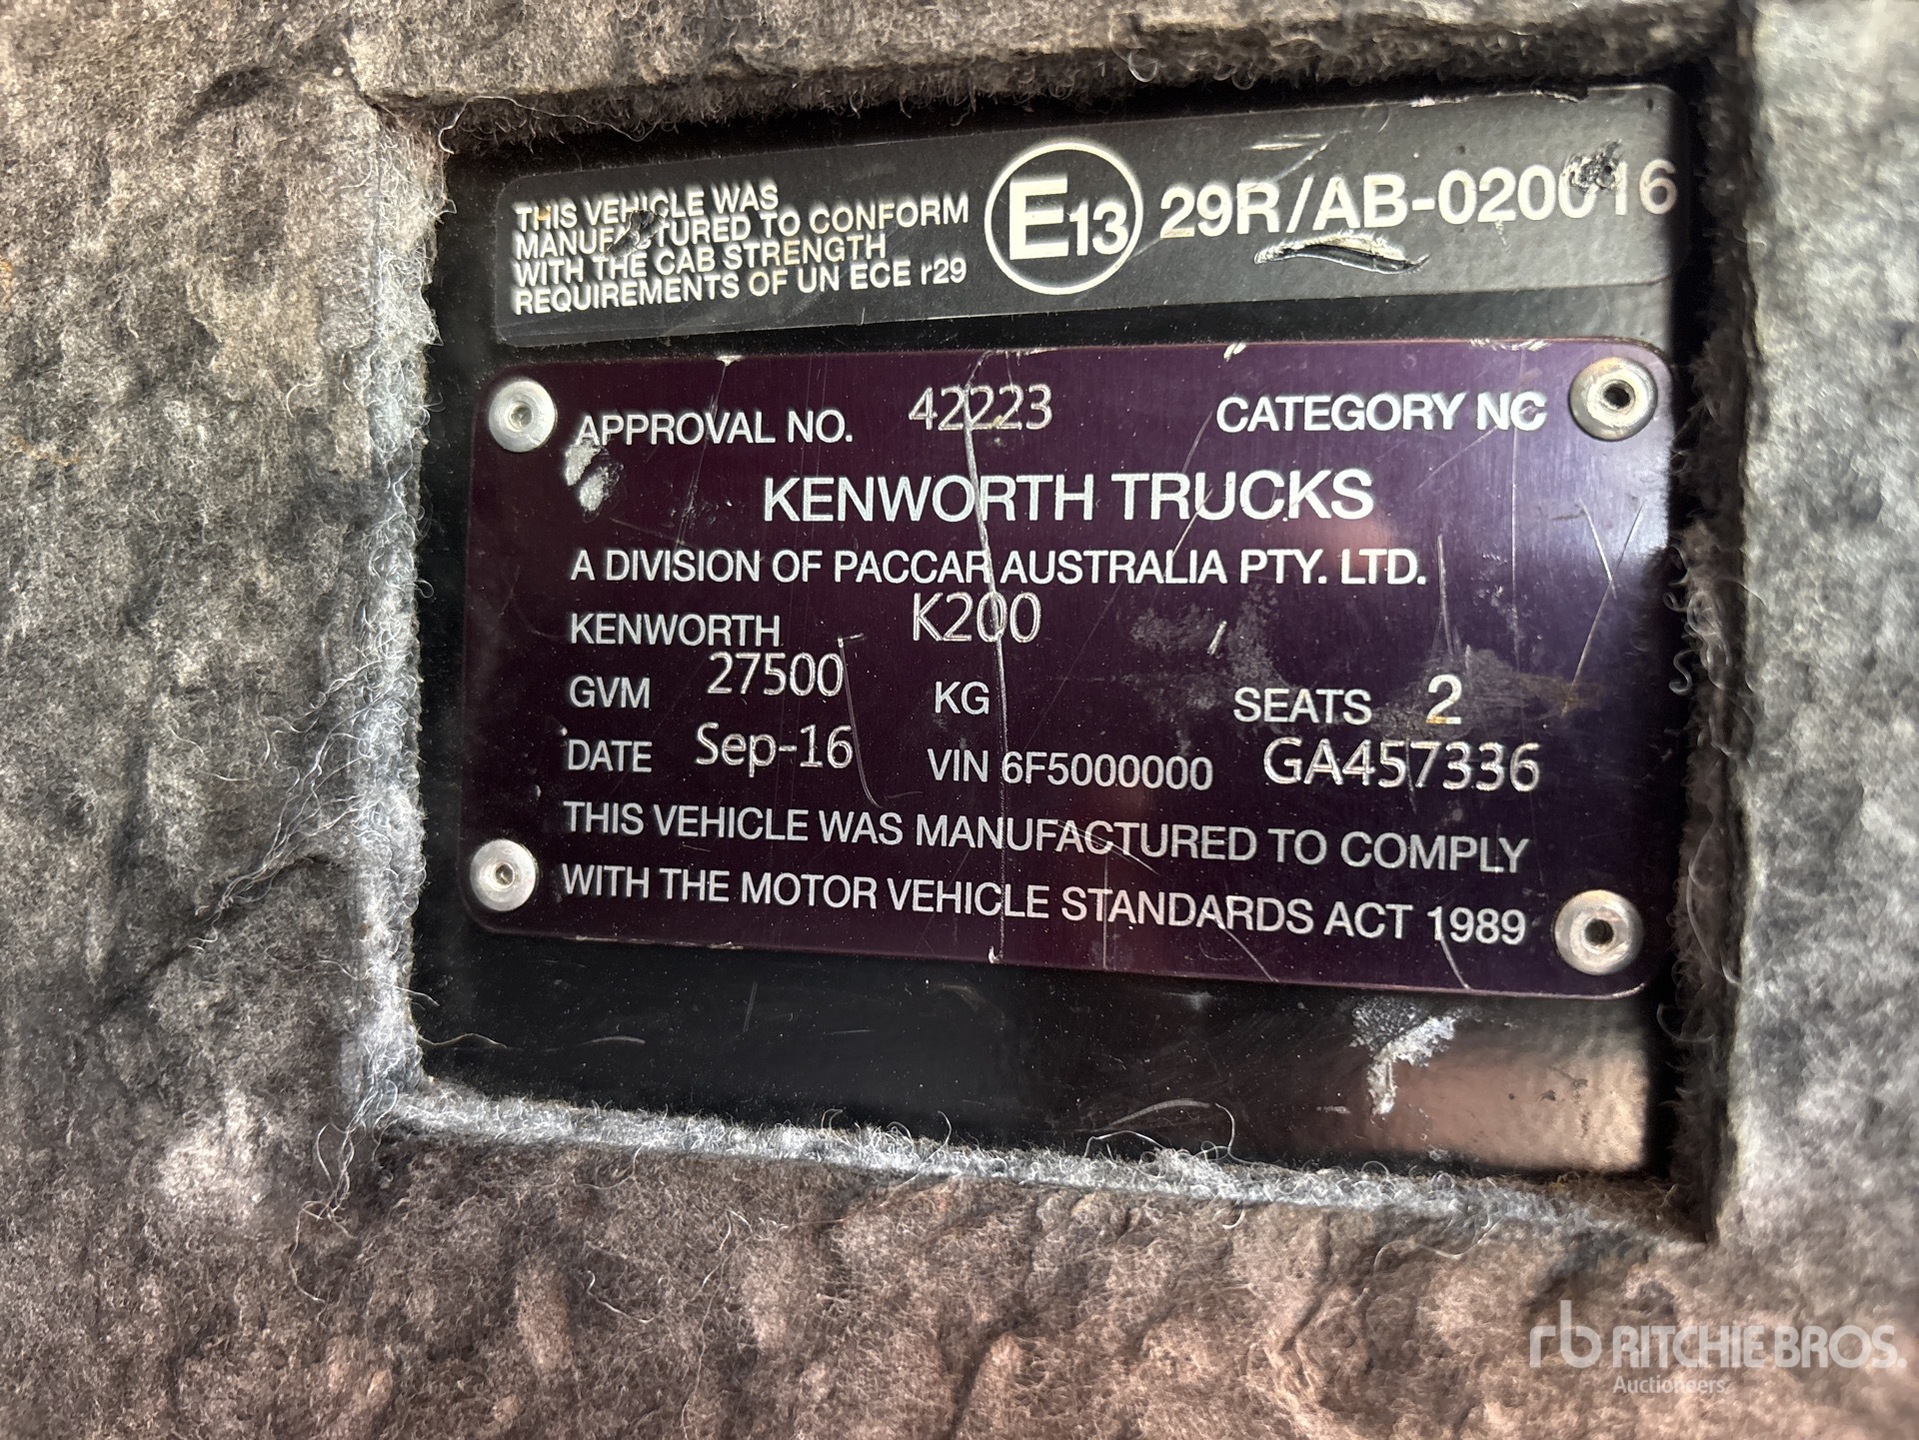 THIS VEHICLE WAS
MANUFACTURED TO CONFORM
WITH THE CAB STRENGTH
REQUIREMENTS OF UN ECE r29
E13 29R/AB-020016
APPROVAL NO. 42223 CATEGORY NC
KENWORTH TRUCKS
A DIVISION OF PACCAR AUSTRALIA PTY. LTD.
KENWORTH K200
GVM 27500 KG SEATS 2
DATE Sep-16 VIN 6F5000000 GA457336
THIS VEHICLE WAS MANUFACTURED TO COMPLY
WITH THE MOTOR VEHICLE STANDARDS ACT 1989
rb RITCHIE BROS.
Auctioneers